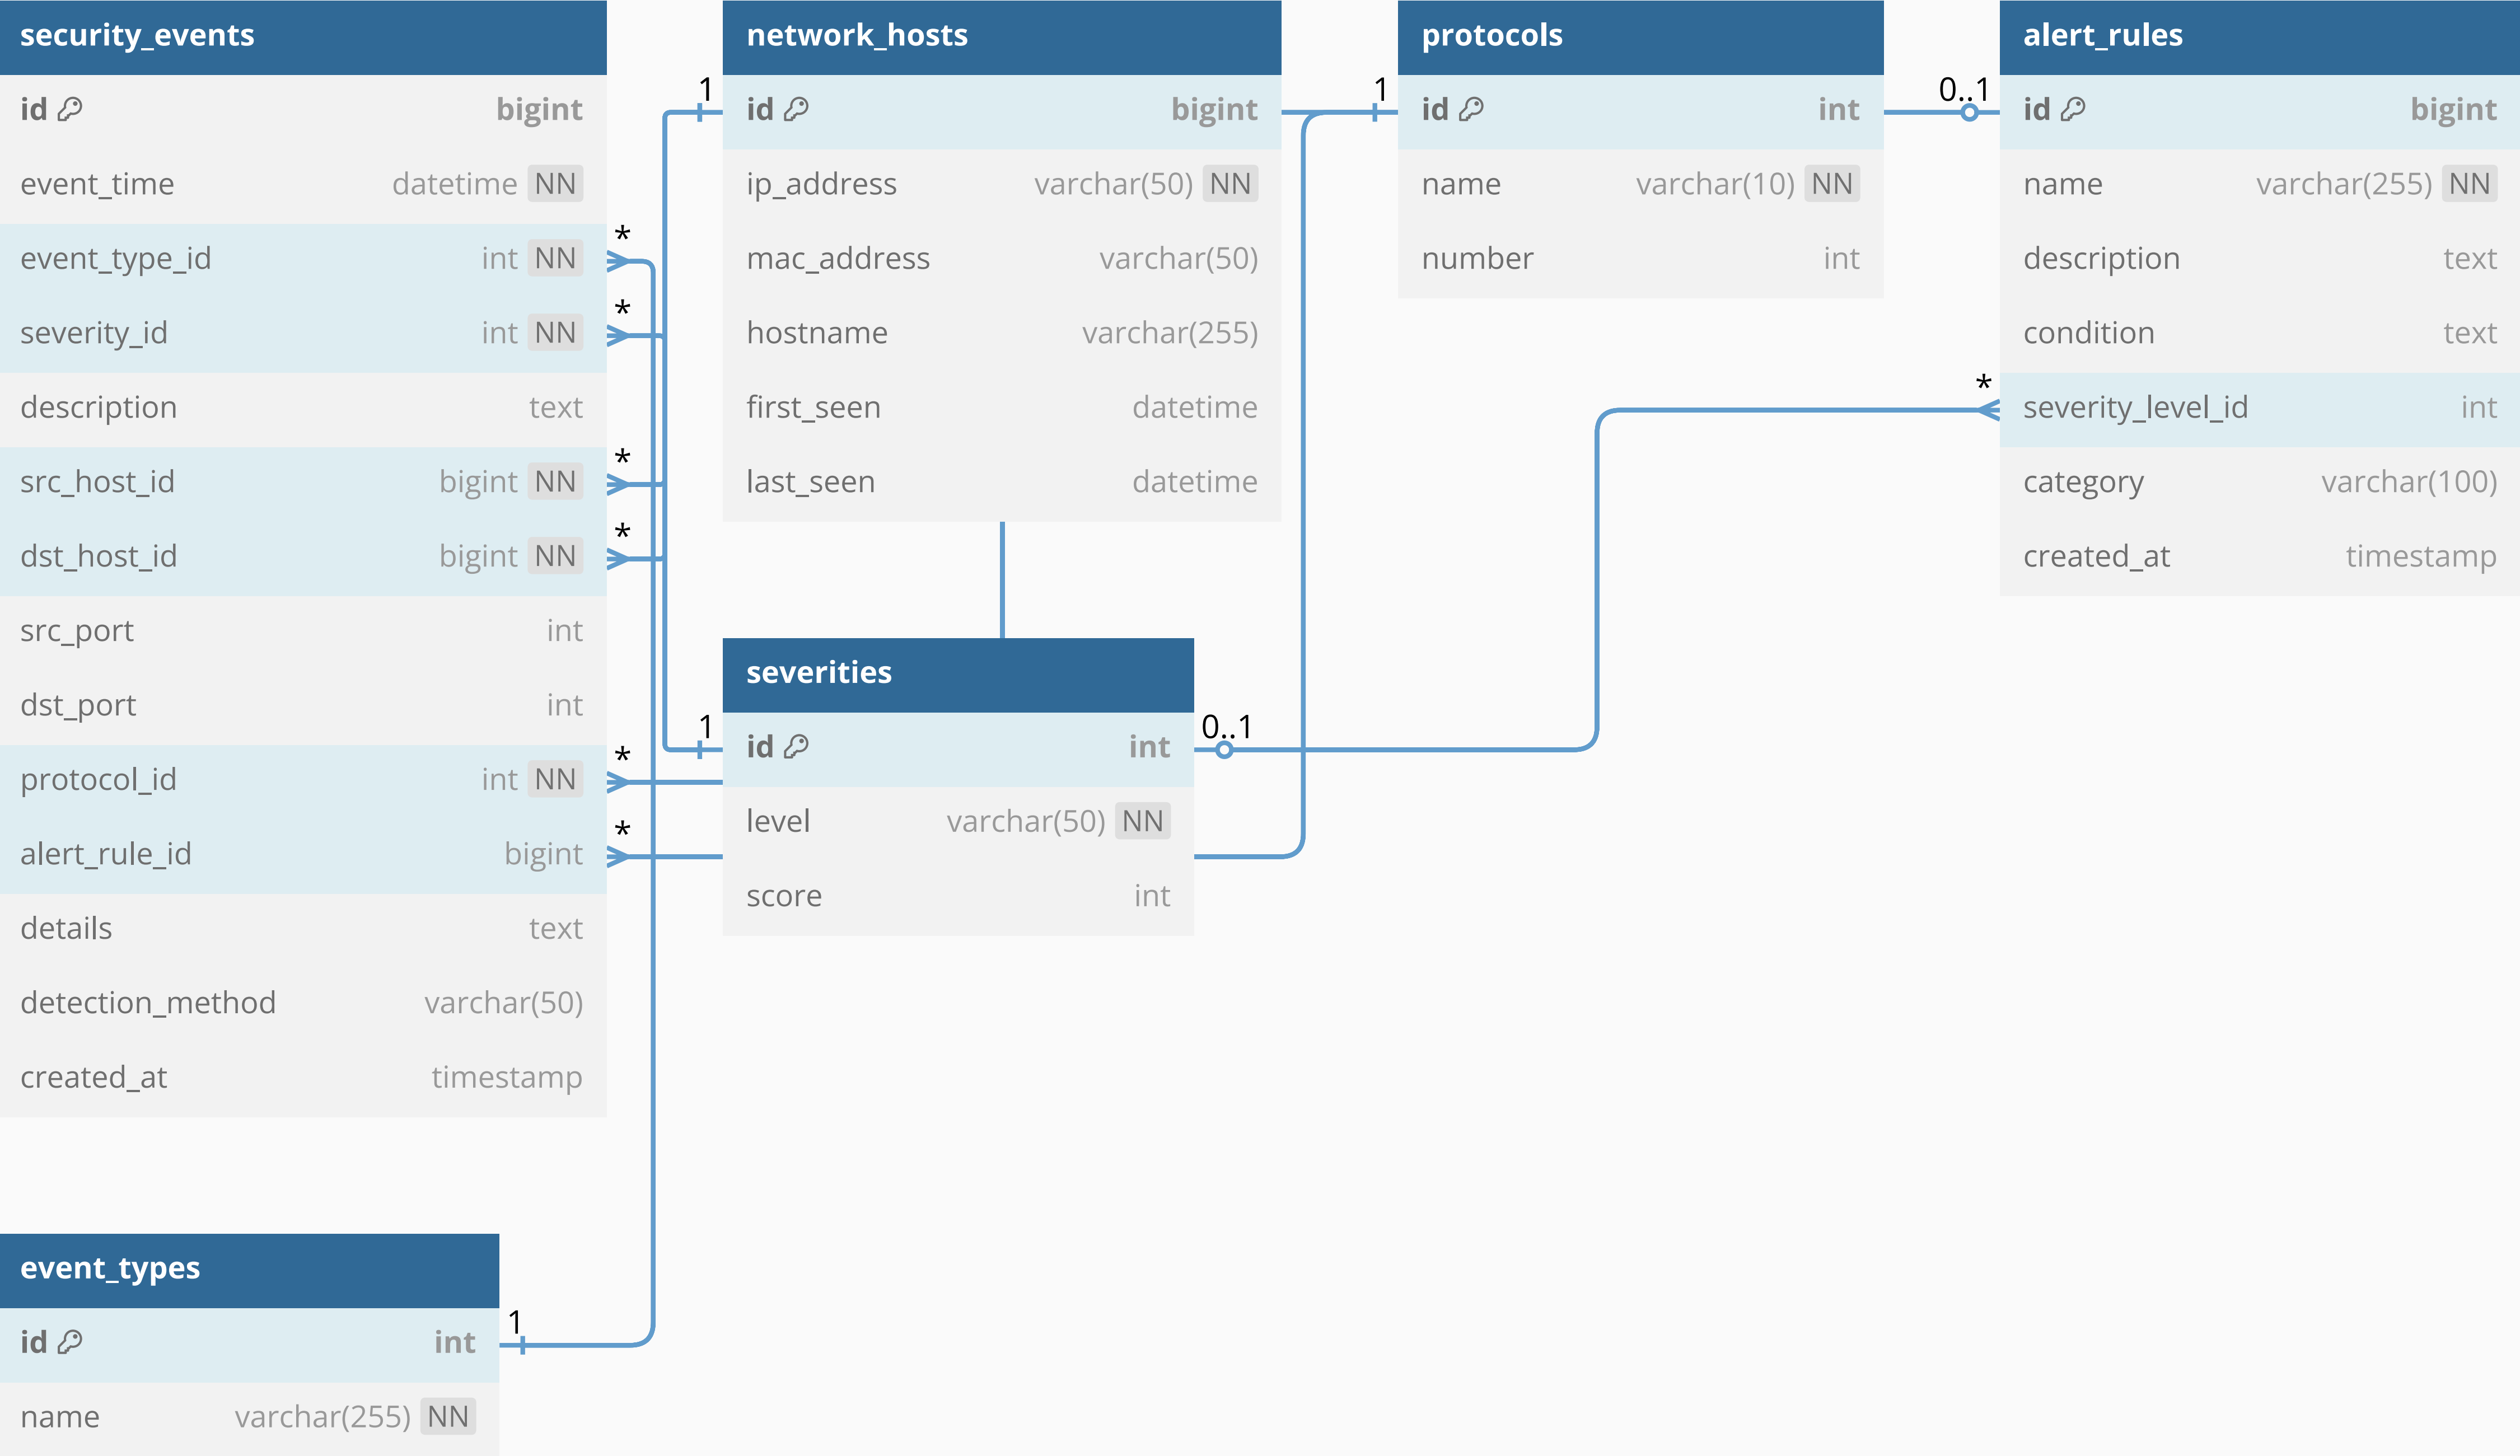 security_events
id bigint
event_time datetime NN
event_type_id int NN
*
severity_id int NN
*
description text
src_host_id bigint NN
*
dst_host_id bigint NN
*
src_port int
dst_port int
protocol_id int NN
*
alert_rule_id bigint
*
details text
detection_method varchar(50)
created_at timestamp
network_hosts
1
id bigint
ip_address varchar(50) NN
mac_address varchar(50)
hostname varchar(255)
first_seen datetime
last_seen datetime
protocols
1
id int
name varchar(10) NN
number int
alert_rules
0..1
id bigint
name varchar(255) NN
description text
condition text
*
severity_level_id int
category varchar(100)
created_at timestamp
severities
1
id int
0..1
level varchar(50) NN
score int
event_types
id int
1
name varchar(255) NN